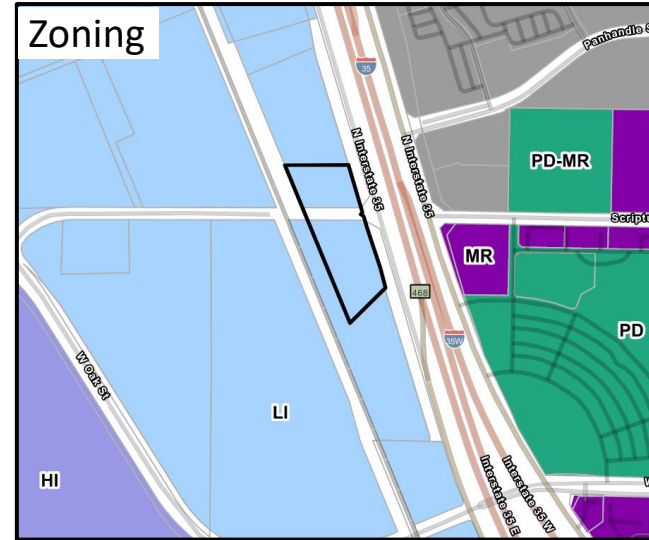 Zoning
Panhandle S
35
N Interstate 35
N Interstate 35
PD-MR
Scriptu
MR
468
PD
35W
W Oak St
LI
HI
Interstate 35 E
Interstate 35 W
W